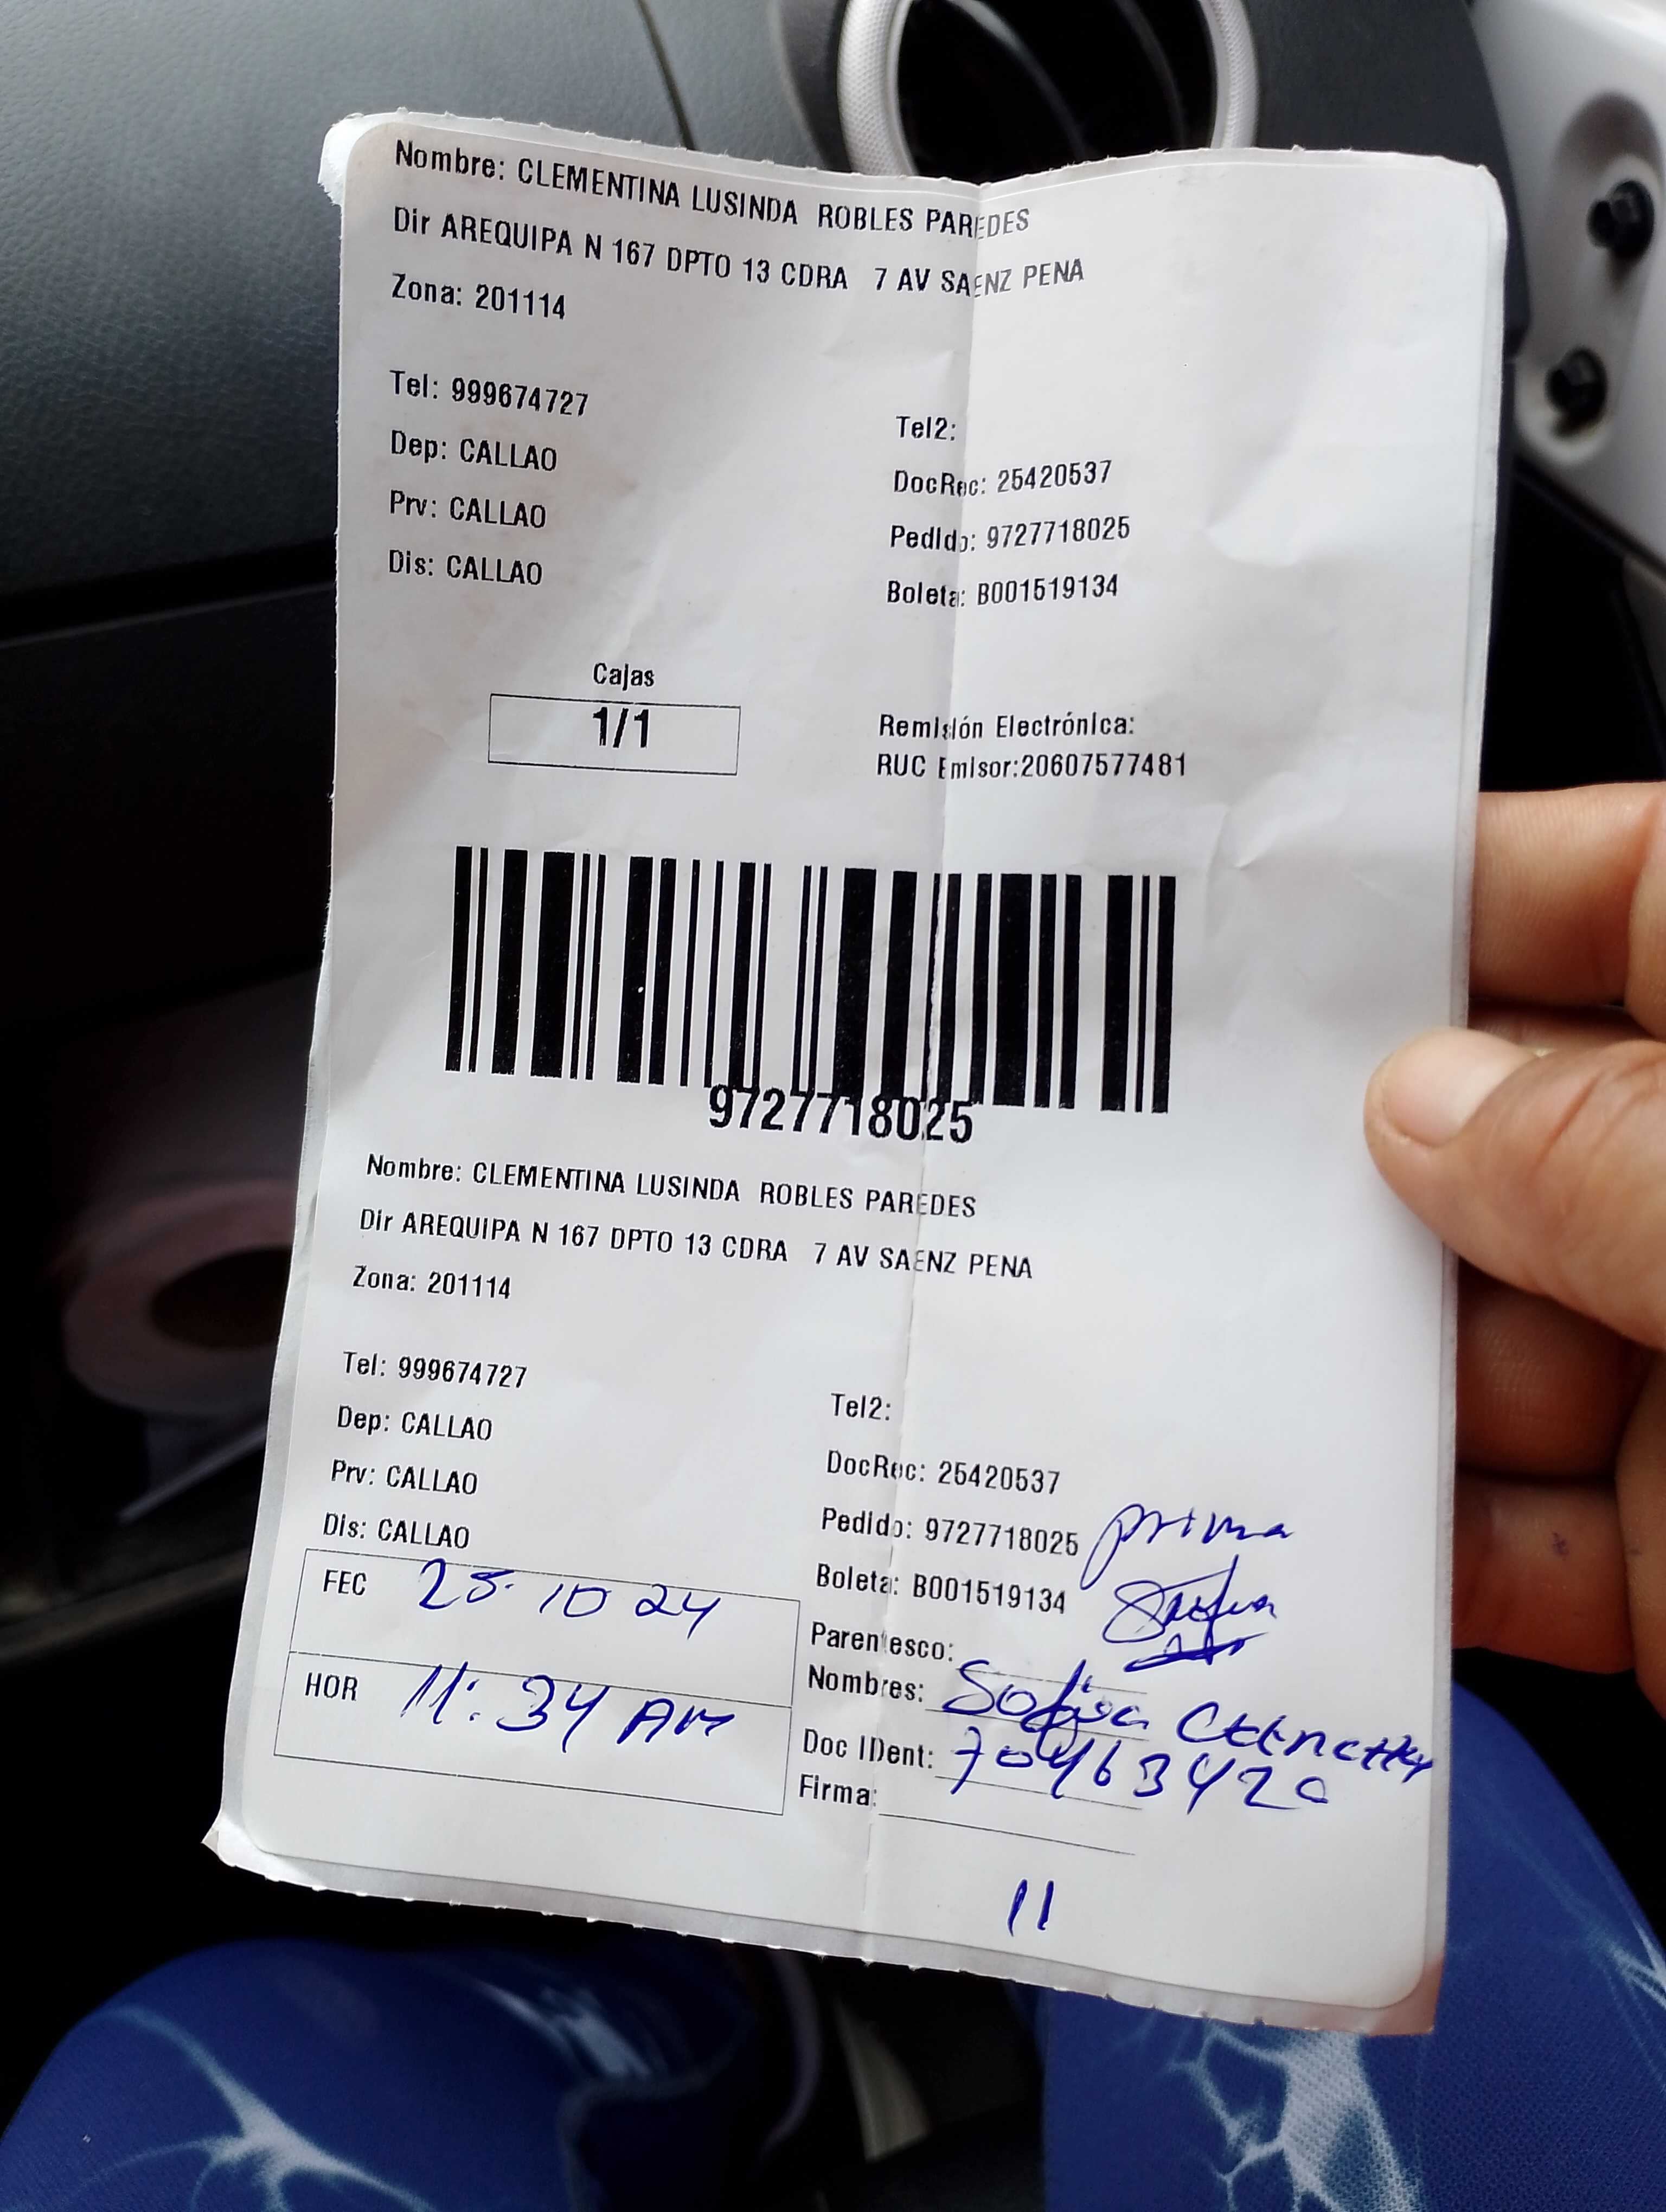 Nombre: CLEMENTINA LUSINDA ROBLES PAREDES
Dir AREQUIPA N 167 DPTO 13 CDRA 7 AV SAENZ PENA
Zona: 201114
Tel: 999674727
Tel2:
Dep: CALLAO
DocRec: 25420537
Prv: CALLAO
Pedido: 9727718025
Dis: CALLAO
Boleta: B001519134
Cajas
1/1
Remisión Electrónica:
RUC Emisor:20607577481
9727718025
Nombre: CLEMENTINA LUSINDA ROBLES PAREDES
Dir AREQUIPA N 167 DPTO 13 CDRA 7 AV SAENZ PENA
Zona: 201114
Tel: 999674727
Tel2:
Dep: CALLAO
DocRec: 25420537
Prv: CALLAO
Pedido: 9727718025 prima
Dis: CALLAO
Boleta: B001519134
FEC 25 10 24
Parentesco:
HOR 11:34 AM
Nombres: Sofia
Doc IDent: 70463420
Firma:
11